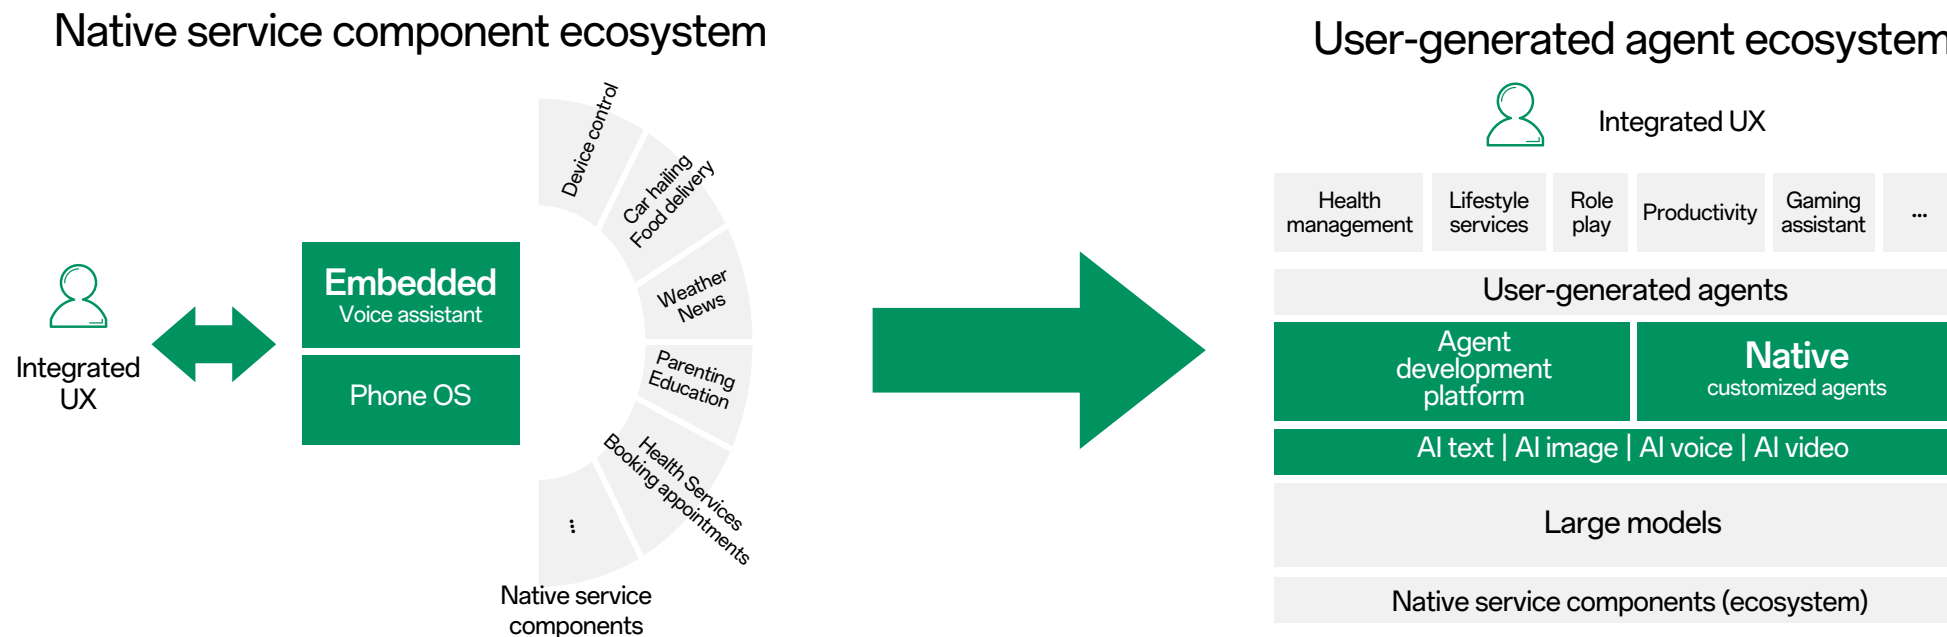 Native service component ecosystem
Integrated
UX
Embedded
Voice assistant
Phone OS
Device control
Car hailing
Food delivery
Weather
News
Parenting
Education
Health Services
Booking appointments
...
Native service
components
User-generated agent ecosystem
Integrated UX
Health
management
Lifestyle
services
Role
play
Productivity
Gaming
assistant
...
User-generated agents
Agent
development
platform
Native
customized agents
AI text | AI image | AI voice | AI video
Large models
Native service components (ecosystem)